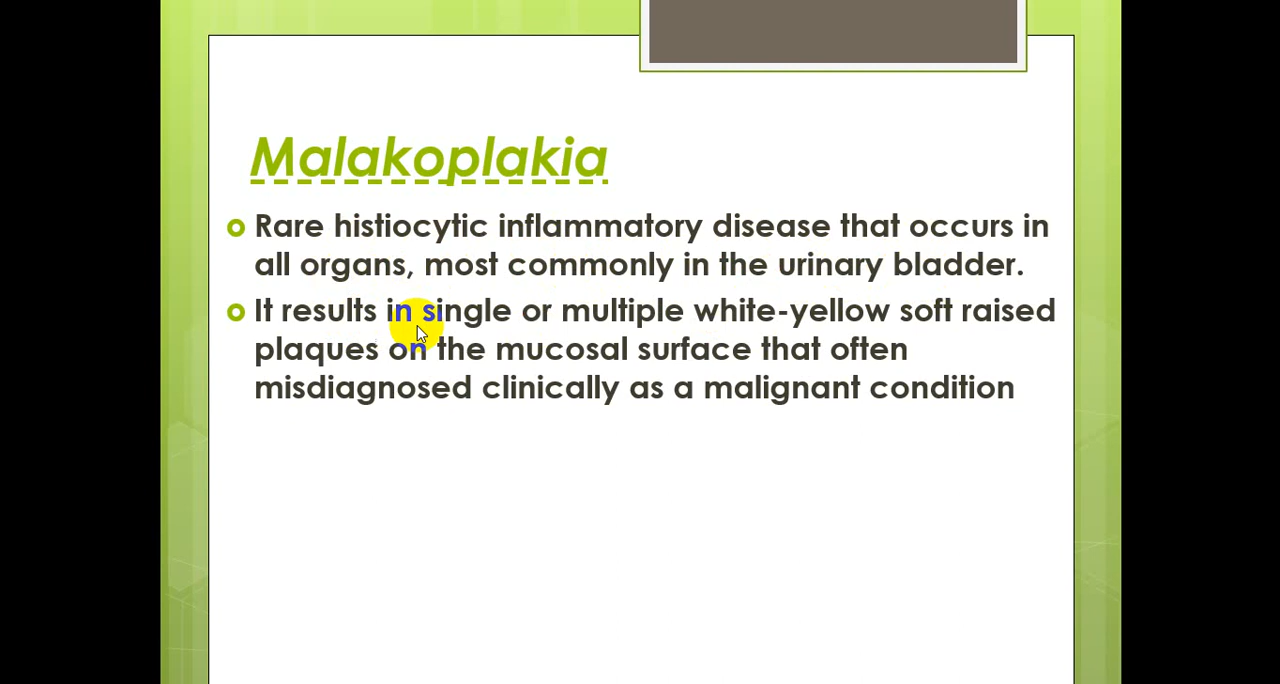 Malakoplakia
Rare histiocytic inflammatory disease that occurs in
all organs, most commonly in the urinary bladder.
It results in single or multiple white-yellow soft raised
plaques on the mucosal surface that often
misdiagnosed clinically as a malignant condition